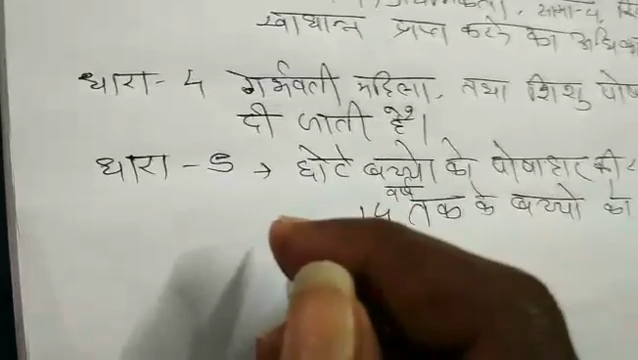 खाद्यान्न प्राप्त करने का
धारा - 4 गर्भवती महिला, तथा शिशु
दी जाती है।
धारा - 5 → छोटे बच्चो को पोषाहार की
वर्ष
14 तक के बच्चो को